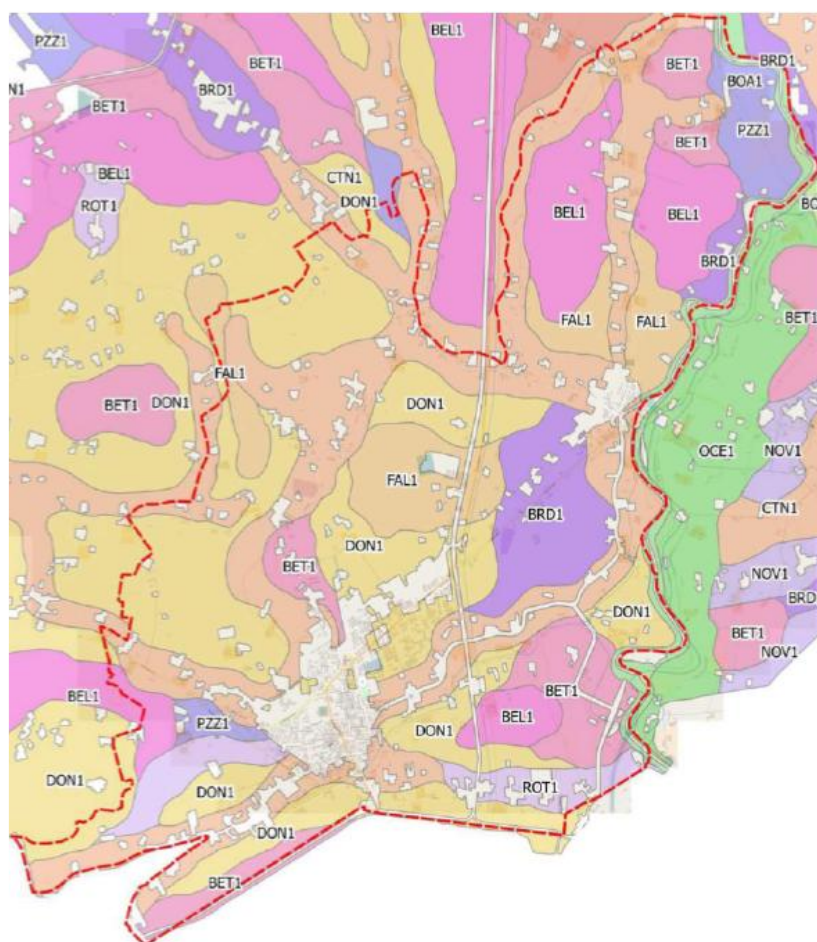 BEL1
PZZ1
BET1
BET1
BRD1
BRD1
BOA1
N1
BET1
PZZ1
BET1
BEL1
CTN1
DON1
ROT1
BEL1
BEL1
BO
BRD1
BET1
FAL1
FAL1
FAL1
BET1
DON1
DON1
OCE1
NOV1
FAL1
CTN1
BRD1
DON1
BET1
NOV1
BRD
DON1
BET1
NOV1
BEL1
BET1
BEL1
PZZ1
DON1
DON1
ROT1
DON1
DON1
BET1